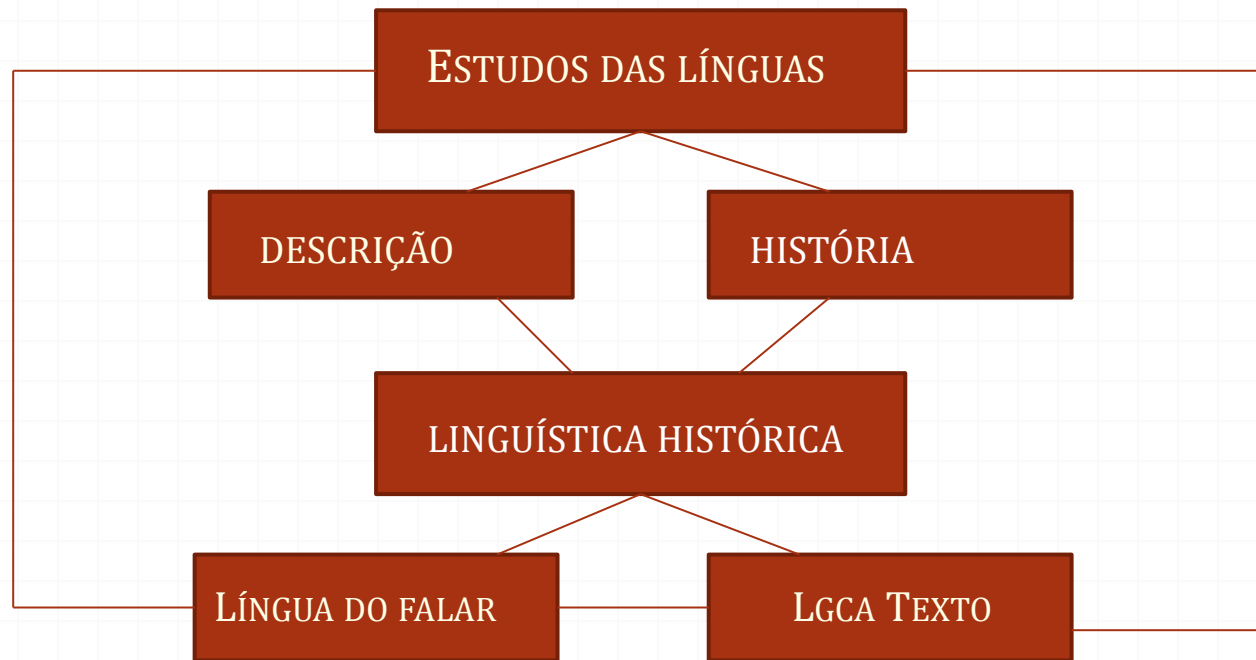 ESTUDOS DAS LÍNGUAS
DESCRIÇÃO
HISTÓRIA
LINGUÍSTICA HISTÓRICA
LÍNGUA DO FALAR
LGCA TEXTO